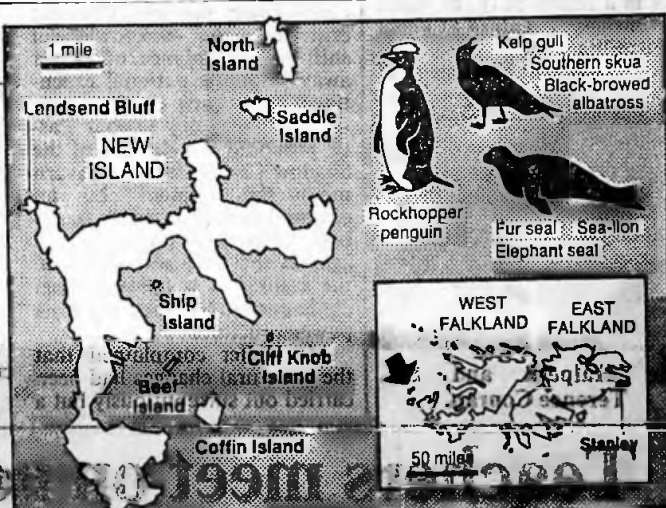 1 mile
North
Island
Landsend Bluff
Saddle
Island
NEW
ISLAND
Ship
Island
Cliff Knob
Island
Beef
Island
Coffin Island
Kelp gull
Southern skua
Black-browed
albatross
Rockhopper
penguin
Fur seal Sea-lion
Elephant seal
WEST
FALKLAND
EAST
FALKLAND
Stanley
50 miles
meet